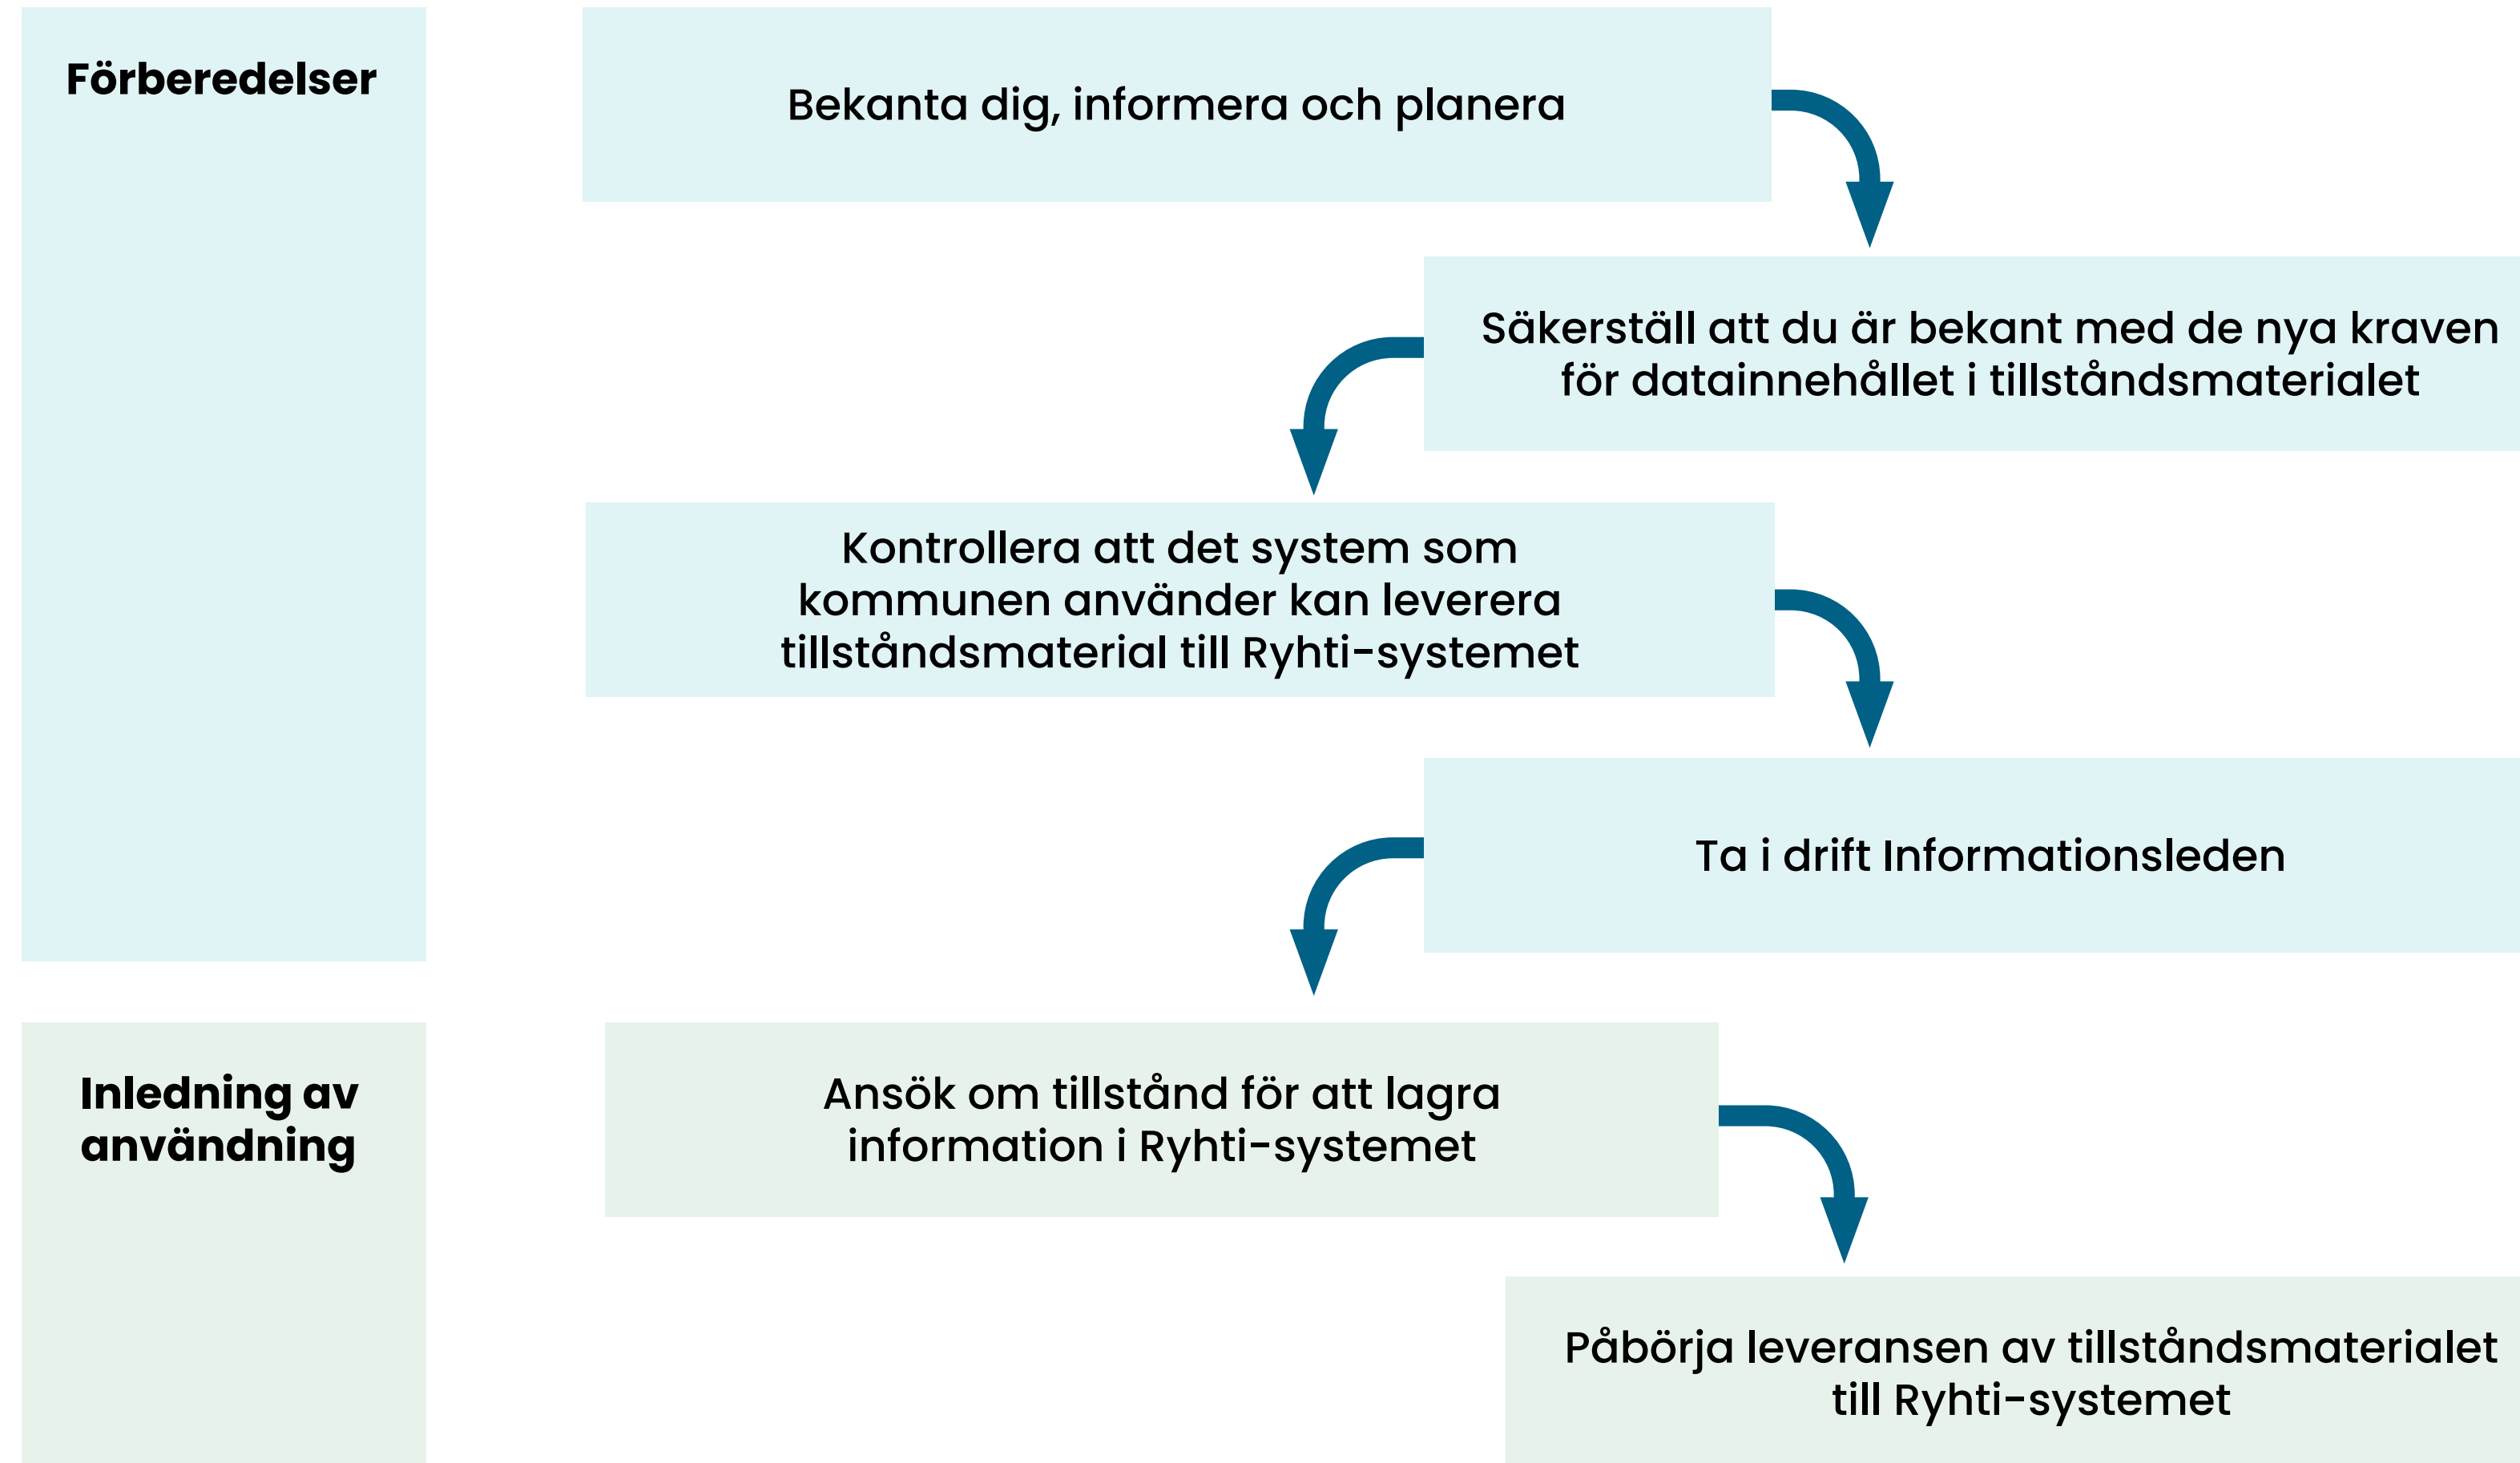 Förberedelser
Bekanta dig, informera och planera
Säkerställ att du är bekant med de nya kraven
för datainnehållet i tillståndsmaterialet
Kontrollera att det system som
kommunen använder kan leverera
tillståndsmaterial till Ryhti-systemet
Ta i drift Informationsleden
Inledning av
användning
Ansök om tillstånd för att lagra
information i Ryhti-systemet
Påbörja leveransen av tillståndsmaterialet
till Ryhti-systemet